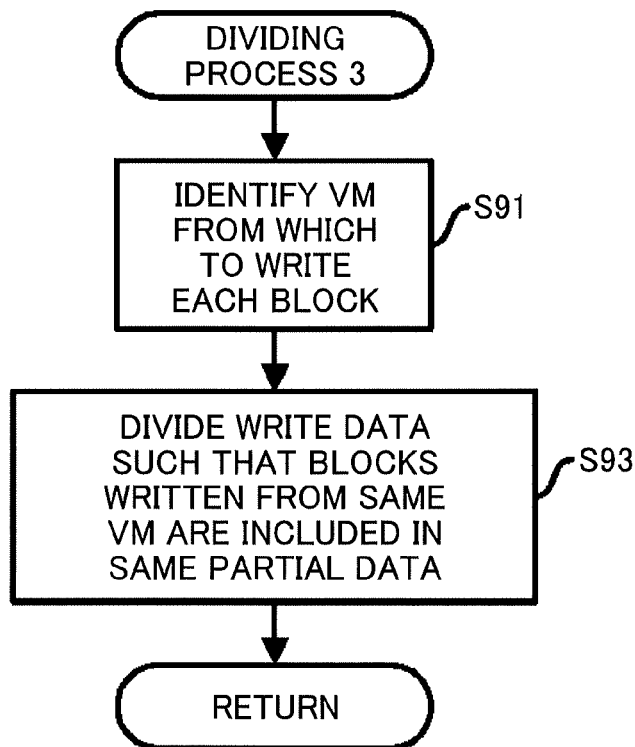 DIVIDING
PROCESS 3
IDENTIFY VM
FROM WHICH
TO WRITE
EACH BLOCK
S91
DIVIDE WRITE DATA
SUCH THAT BLOCKS
WRITTEN FROM SAME
VM ARE INCLUDED IN
SAME PARTIAL DATA
S93
RETURN